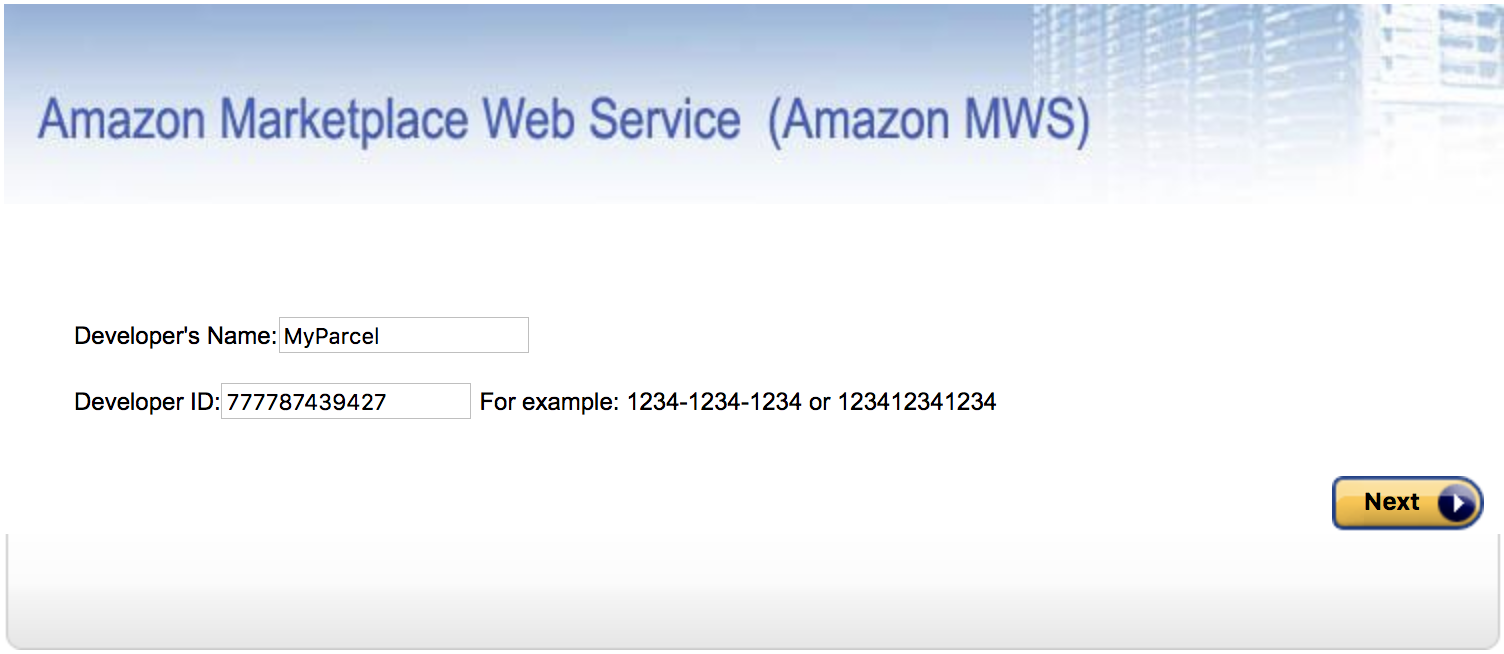 Amazon Marketplace Web Service (Amazon MWS)
Developer's Name: MyParcel
Developer ID: 777787439427 For example: 1234-1234-1234 or 123412341234
Next